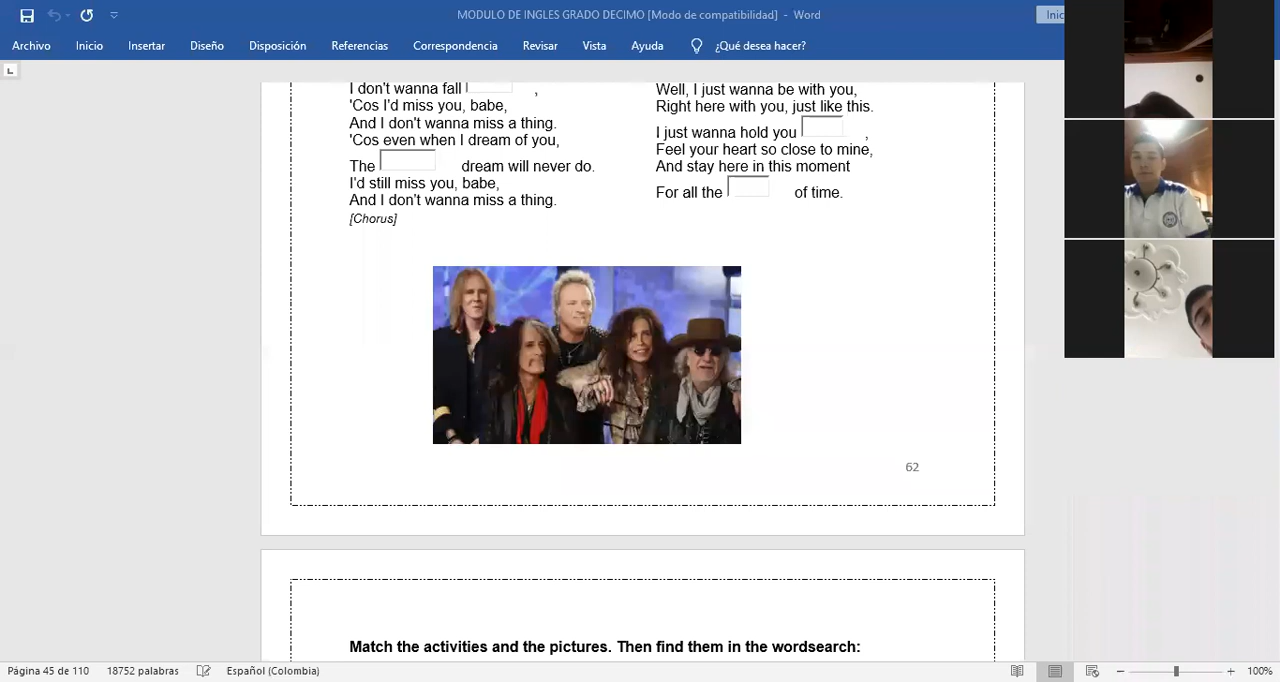 MODULO DE INGLES GRADO DECIMO [Modo de compatibilidad] - Word
Inic
Archivo Inicio Insertar Diseño Disposición Referencias Correspondencia Revisar Vista Ayuda ¿Qué desea hacer?
I don't wanna fall ,
'Cos I'd miss you, babe,
And I don't wanna miss a thing.
'Cos even when I dream of you,
The dream will never do.
I'd still miss you, babe,
And I don't wanna miss a thing.
[Chorus]
Well, I just wanna be with you,
Right here with you, just like this.
I just wanna hold you ,
Feel your heart so close to mine,
And stay here in this moment
For all the of time.
62
Match the activities and the pictures. Then find them in the wordsearch:
Página 45 de 110 18752 palabras Español (Colombia) 100%